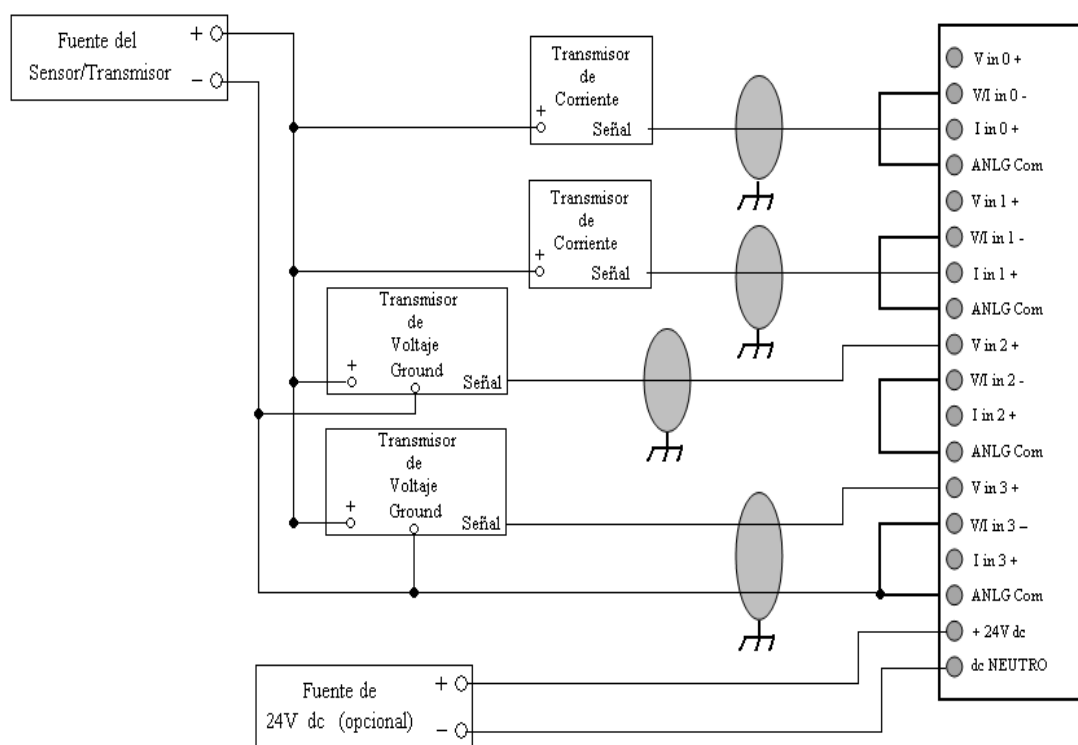 Fuente del
Sensor/Transmisor
+
−
Transmisor
de
Corriente
+
Señal
Transmisor
de
Corriente
+
Señal
Transmisor
de
Voltaje
+
Ground
Señal
Transmisor
de
Voltaje
+
Ground
Señal
Fuente de
24V dc (opcional)
+
−
V in 0 +
V/I in 0 -
I in 0 +
ANLG Com
V in 1 +
V/I in 1 -
I in 1 +
ANLG Com
V in 2 +
V/I in 2 -
I in 2 +
ANLG Com
V in 3 +
V/I in 3 –
I in 3 +
ANLG Com
+ 24V dc
dc NEUTRO